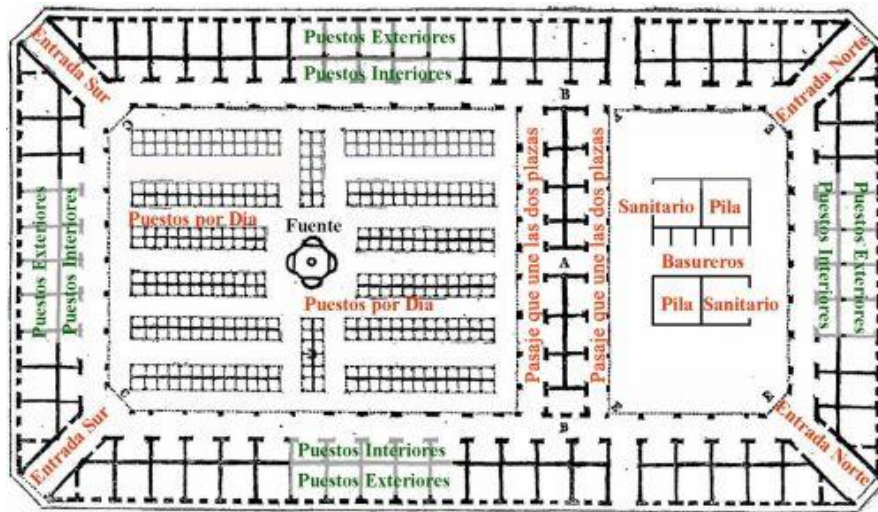 Puestos Exteriores
Puestos Interiores
Entrada Sur
Entrada Norte
B
C
Pasaje que une las dos plazas
Pasaje que une las dos plazas
Puestos Exteriores
Puestos Interiores
Puestos por Dia
Fuente
Sanitario
Pila
A
Basureros
Puestos Interiores
Puestos Exteriores
Puestos por Dia
Pila
Sanitario
C
Entrada Sur
Entrada Norte
B
Puestos Interiores
Puestos Exteriores